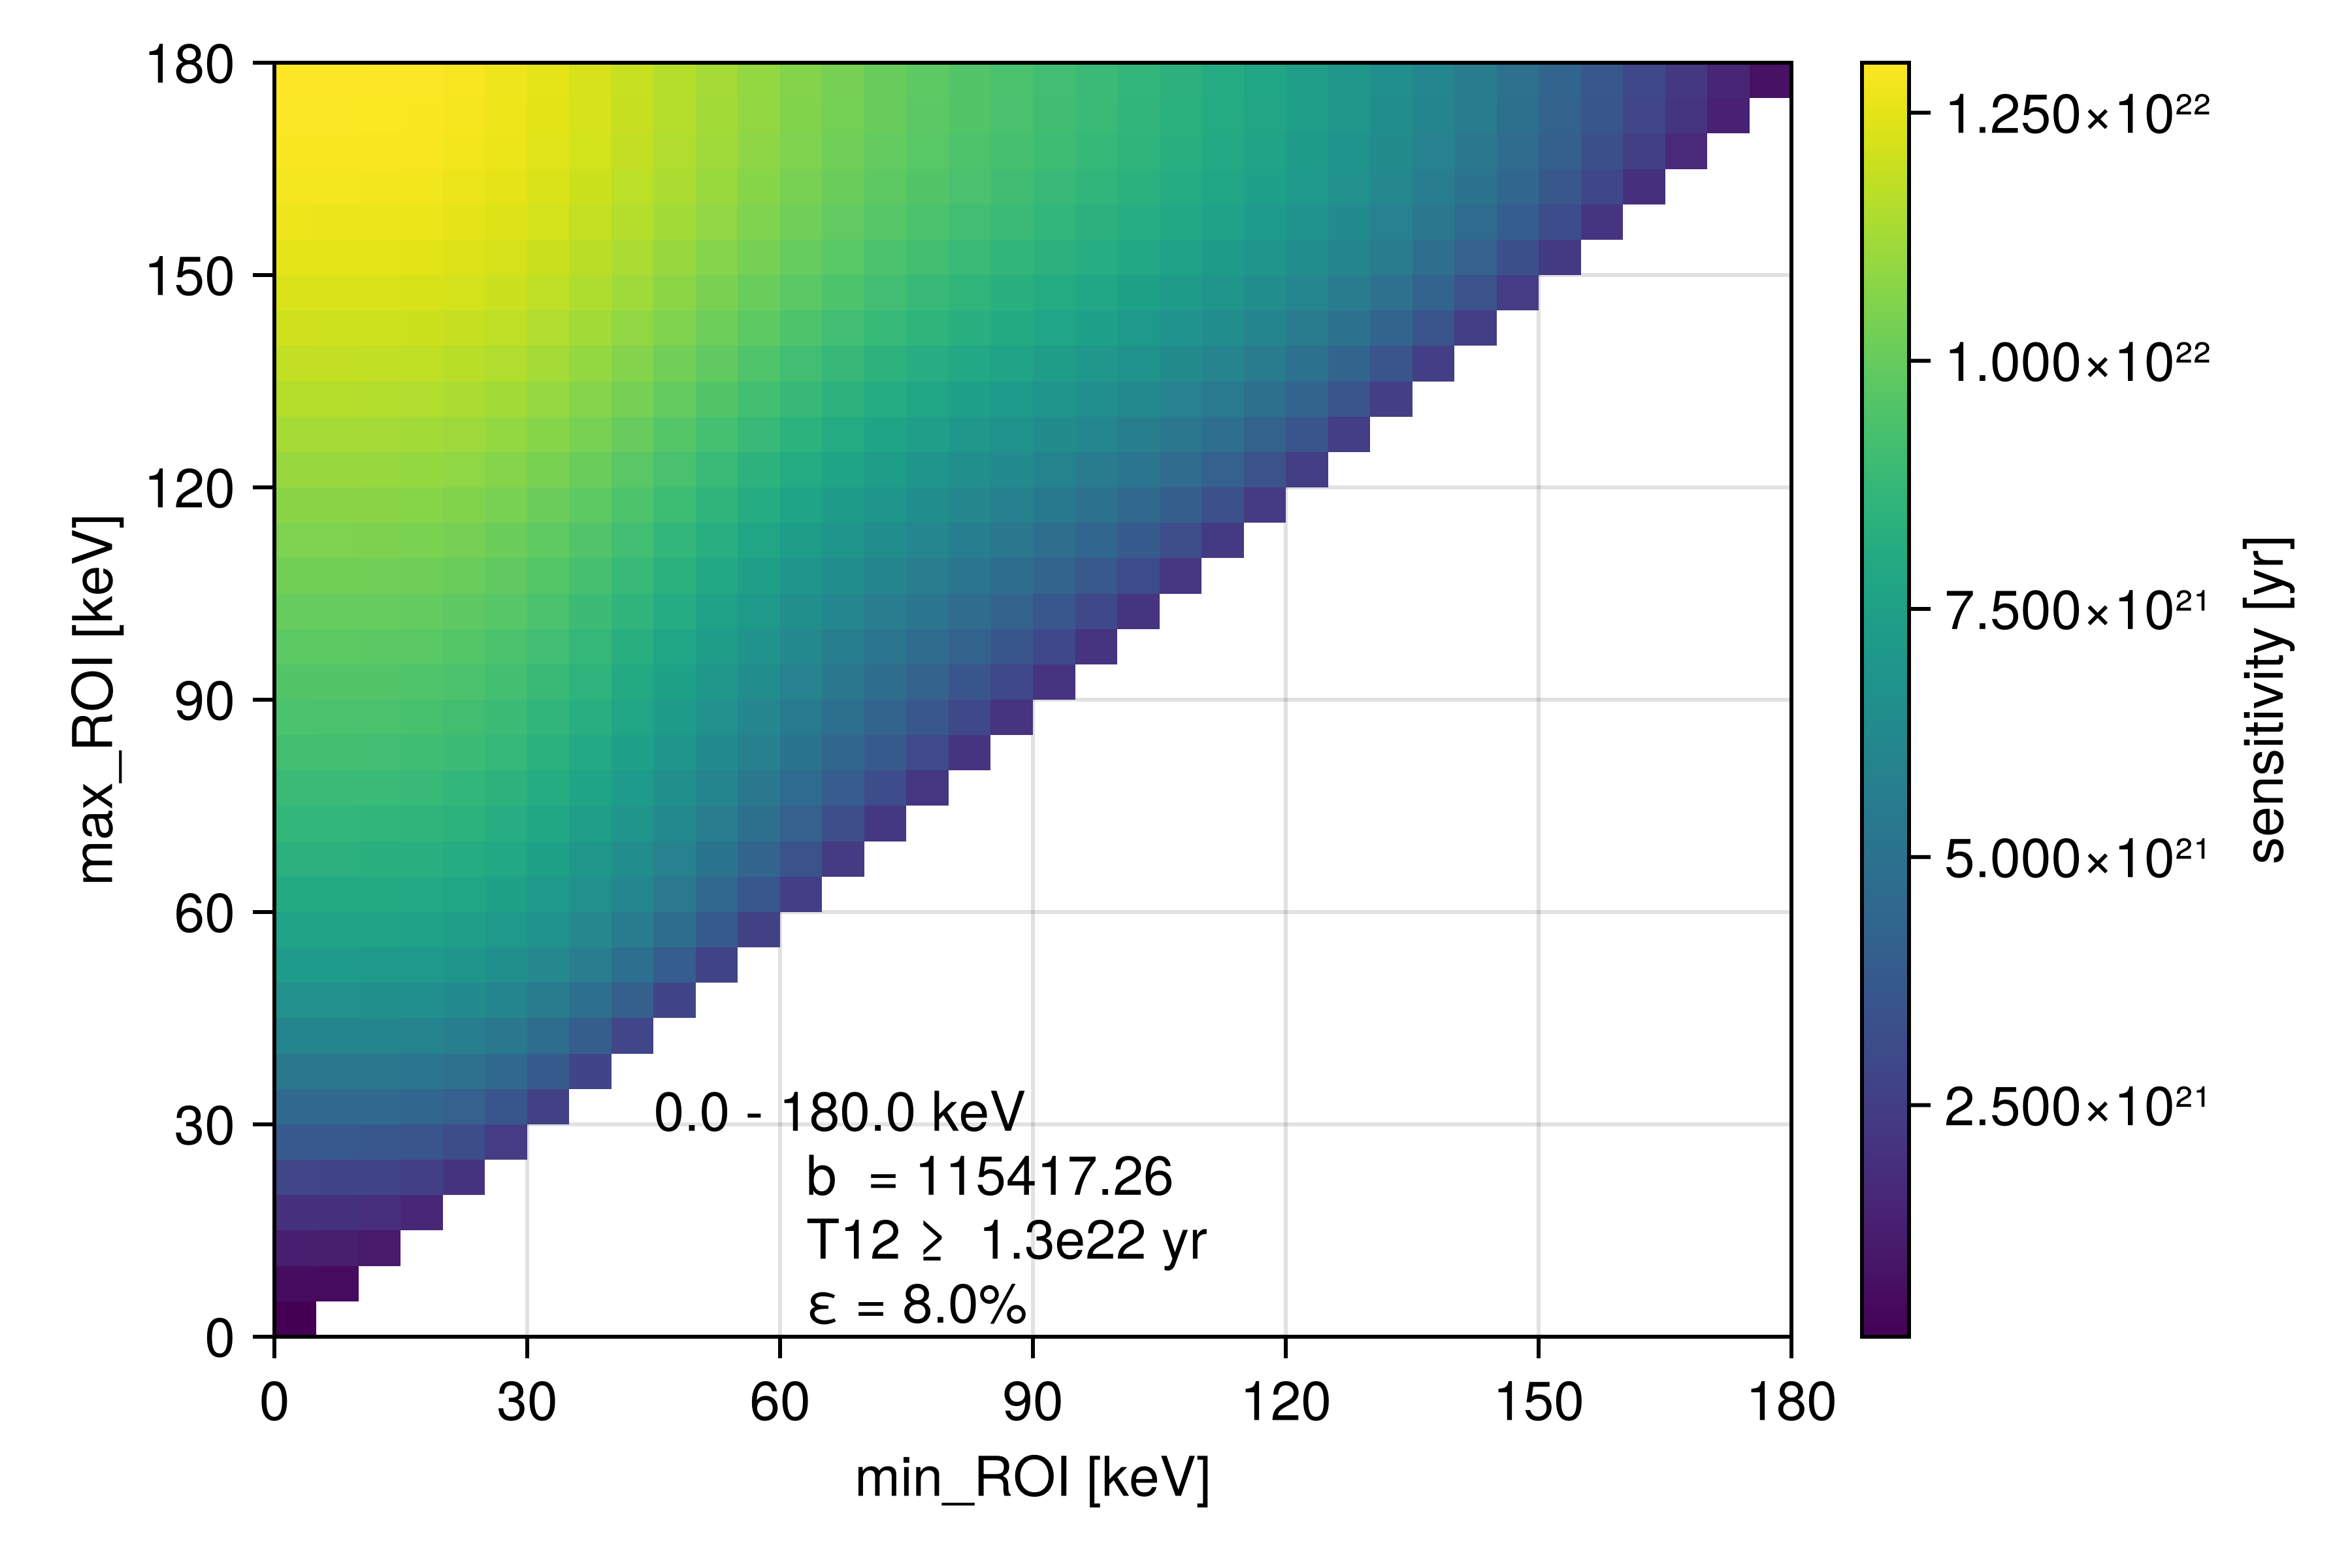 180
150
120
90
60
30
0
max_ROI [keV]
0.0 - 180.0 keV
b = 115417.26
T12 ≥ 1.3e22 yr
ε = 8.0%
0 30 60 90 120 150 180
min_ROI [keV]
1.250×10²²
1.000×10²²
7.500×10²¹
5.000×10²¹
2.500×10²¹
sensitivity [yr]